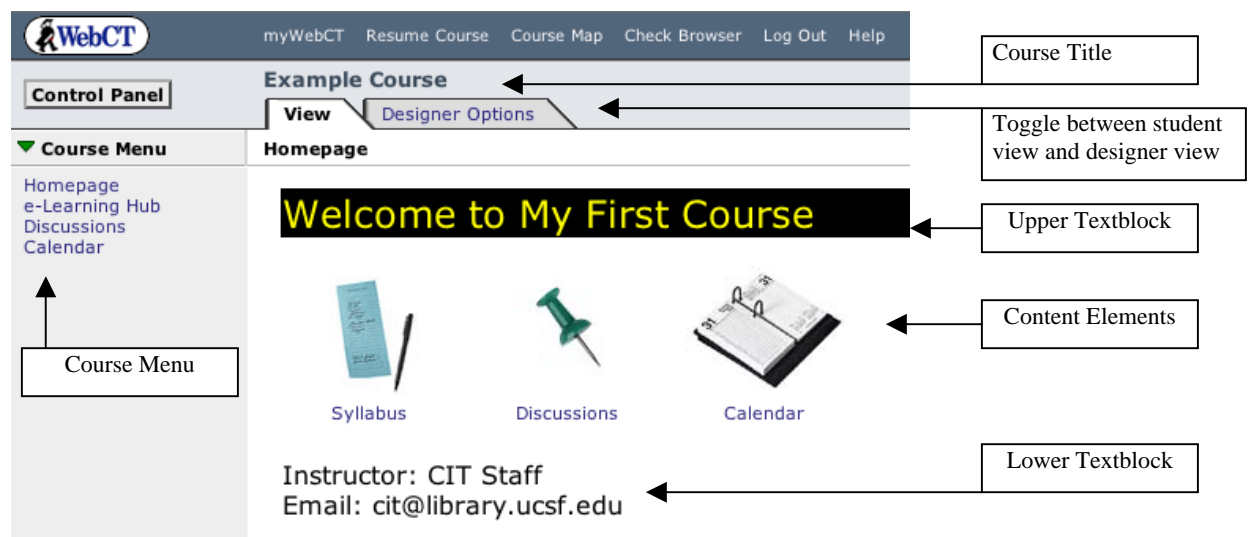 WebCT
myWebCT Resume Course Course Map Check Browser Log Out Help
Course Title
Control Panel
Example Course
View Designer Options
Toggle between student
view and designer view
Course Menu
Homepage
Homepage
e-Learning Hub
Discussions
Calendar
Welcome to My First Course
Upper Textblock
31
31
Content Elements
Course Menu
Syllabus Discussions Calendar
Instructor: CIT Staff
Email: cit@library.ucsf.edu
Lower Textblock